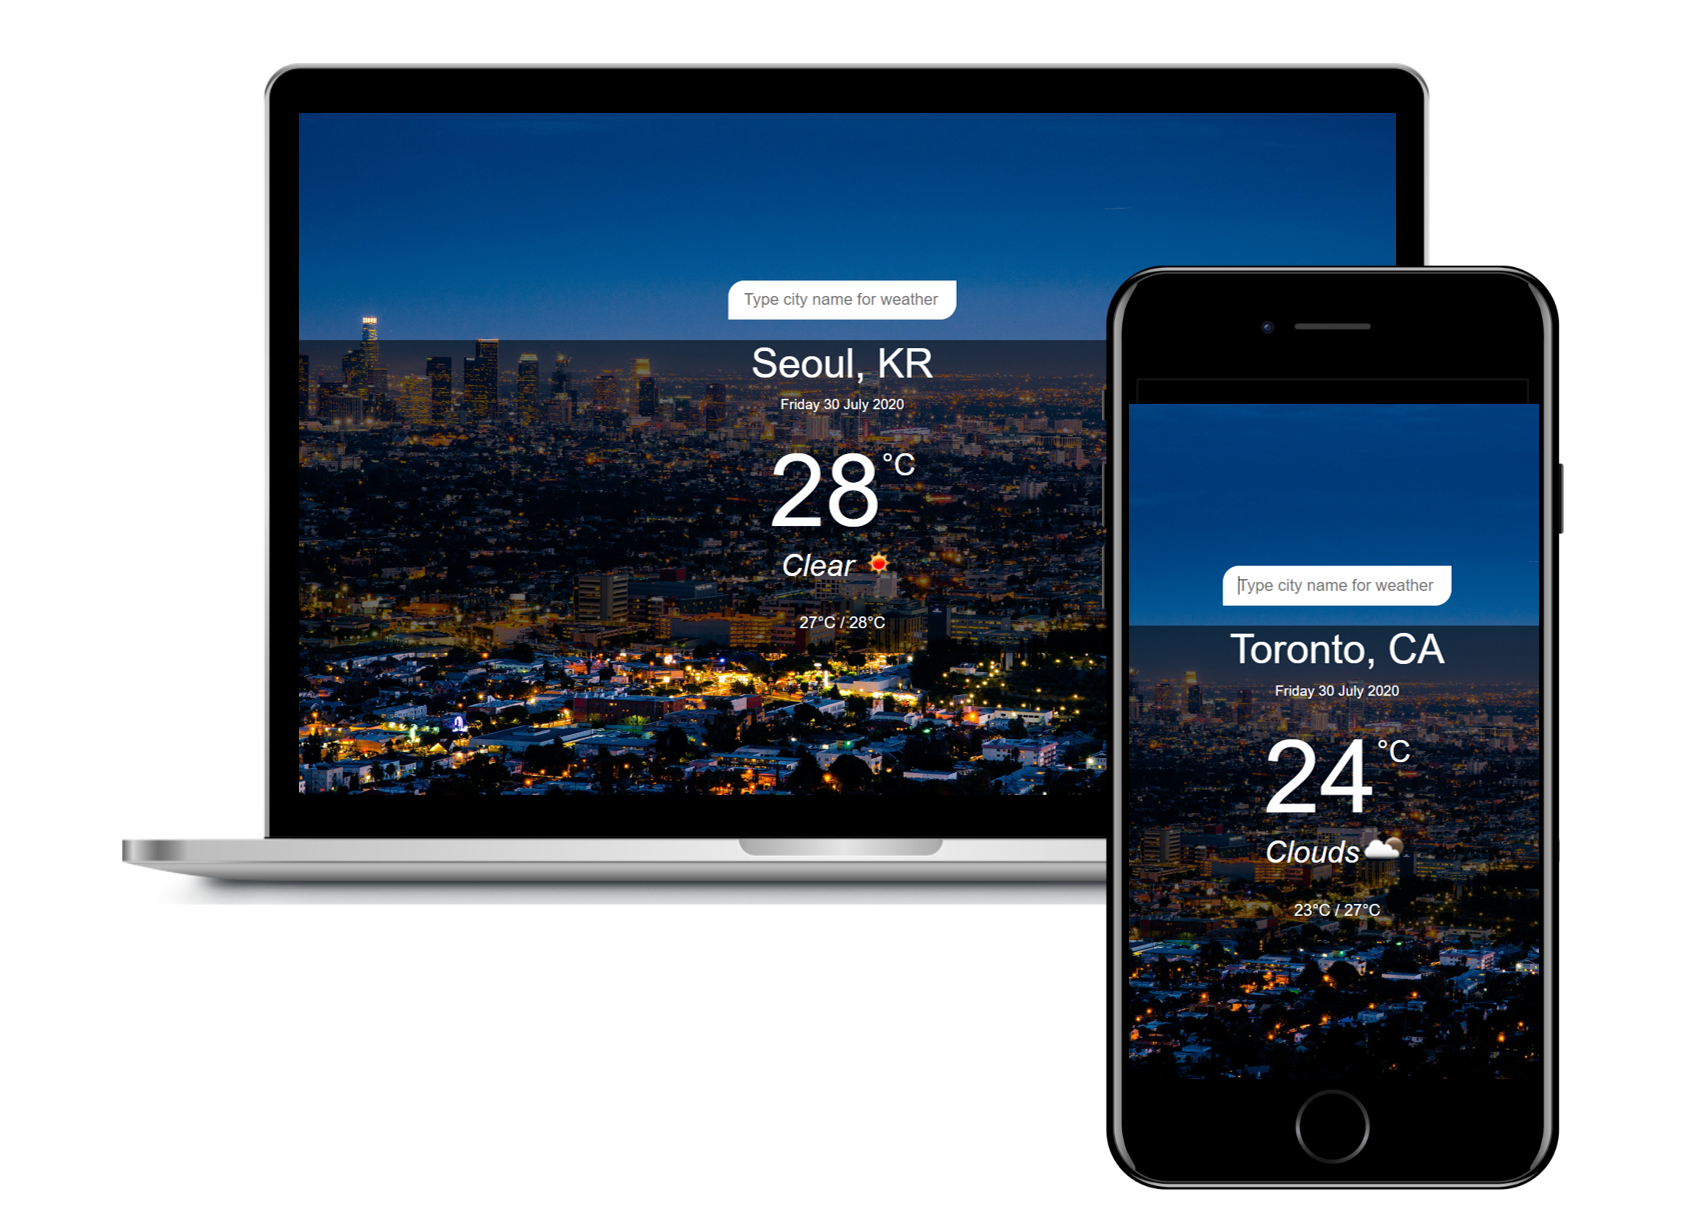 Type city name for weather
Seoul, KR
Friday 30 July 2020
28°C
Clear
27°C / 28°C
Type city name for weather
Toronto, CA
Friday 30 July 2020
24°C
Clouds
23°C / 27°C